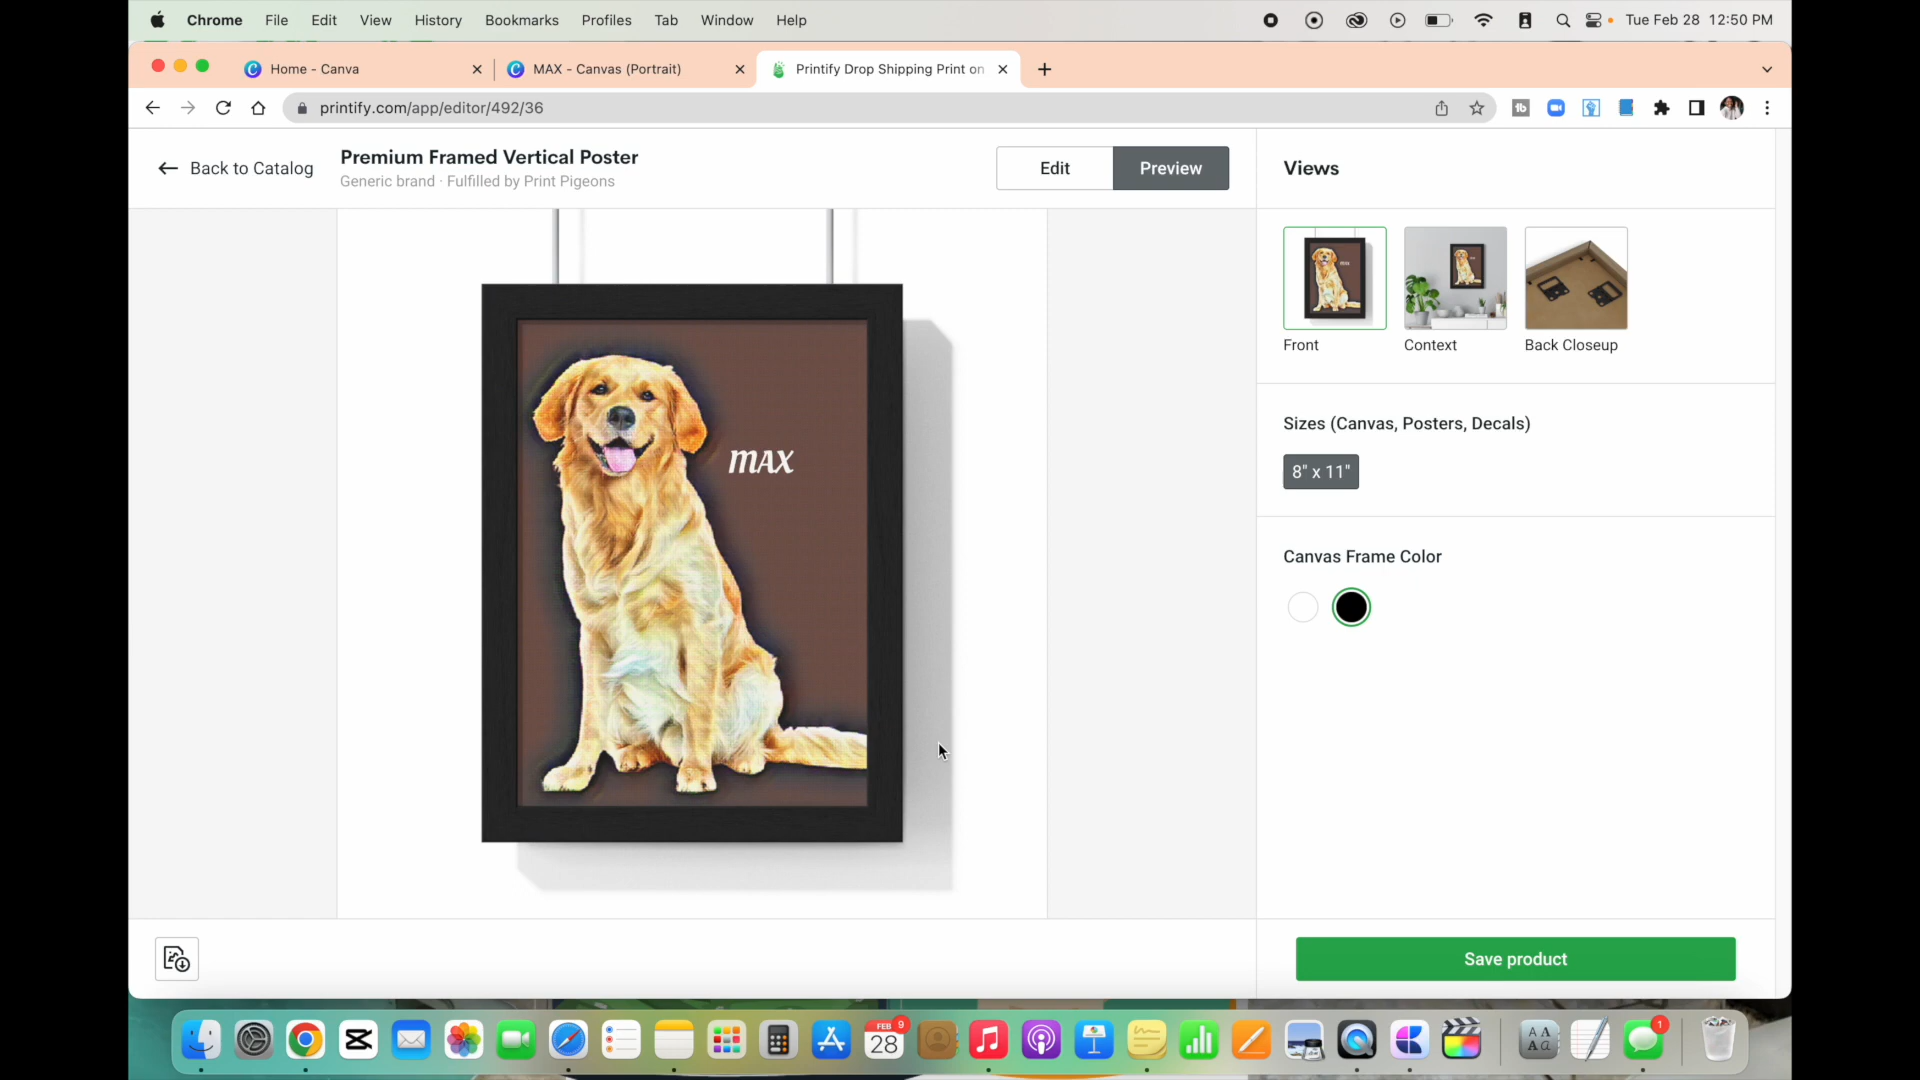 Chrome File Edit View History Bookmarks Profiles Tab Window Help Tue Feb 28 12:50 PM
Home - Canva MAX - Canvas (Portrait) Printify Drop Shipping Print on
printify.com/app/editor/492/36
Back to Catalog
Premium Framed Vertical Poster
Generic brand · Fulfilled by Print Pigeons
Edit Preview
Views
Front Context Back Closeup
Sizes (Canvas, Posters, Decals)
8" x 11"
Canvas Frame Color
MAX
Save product
FEB 9
28
1